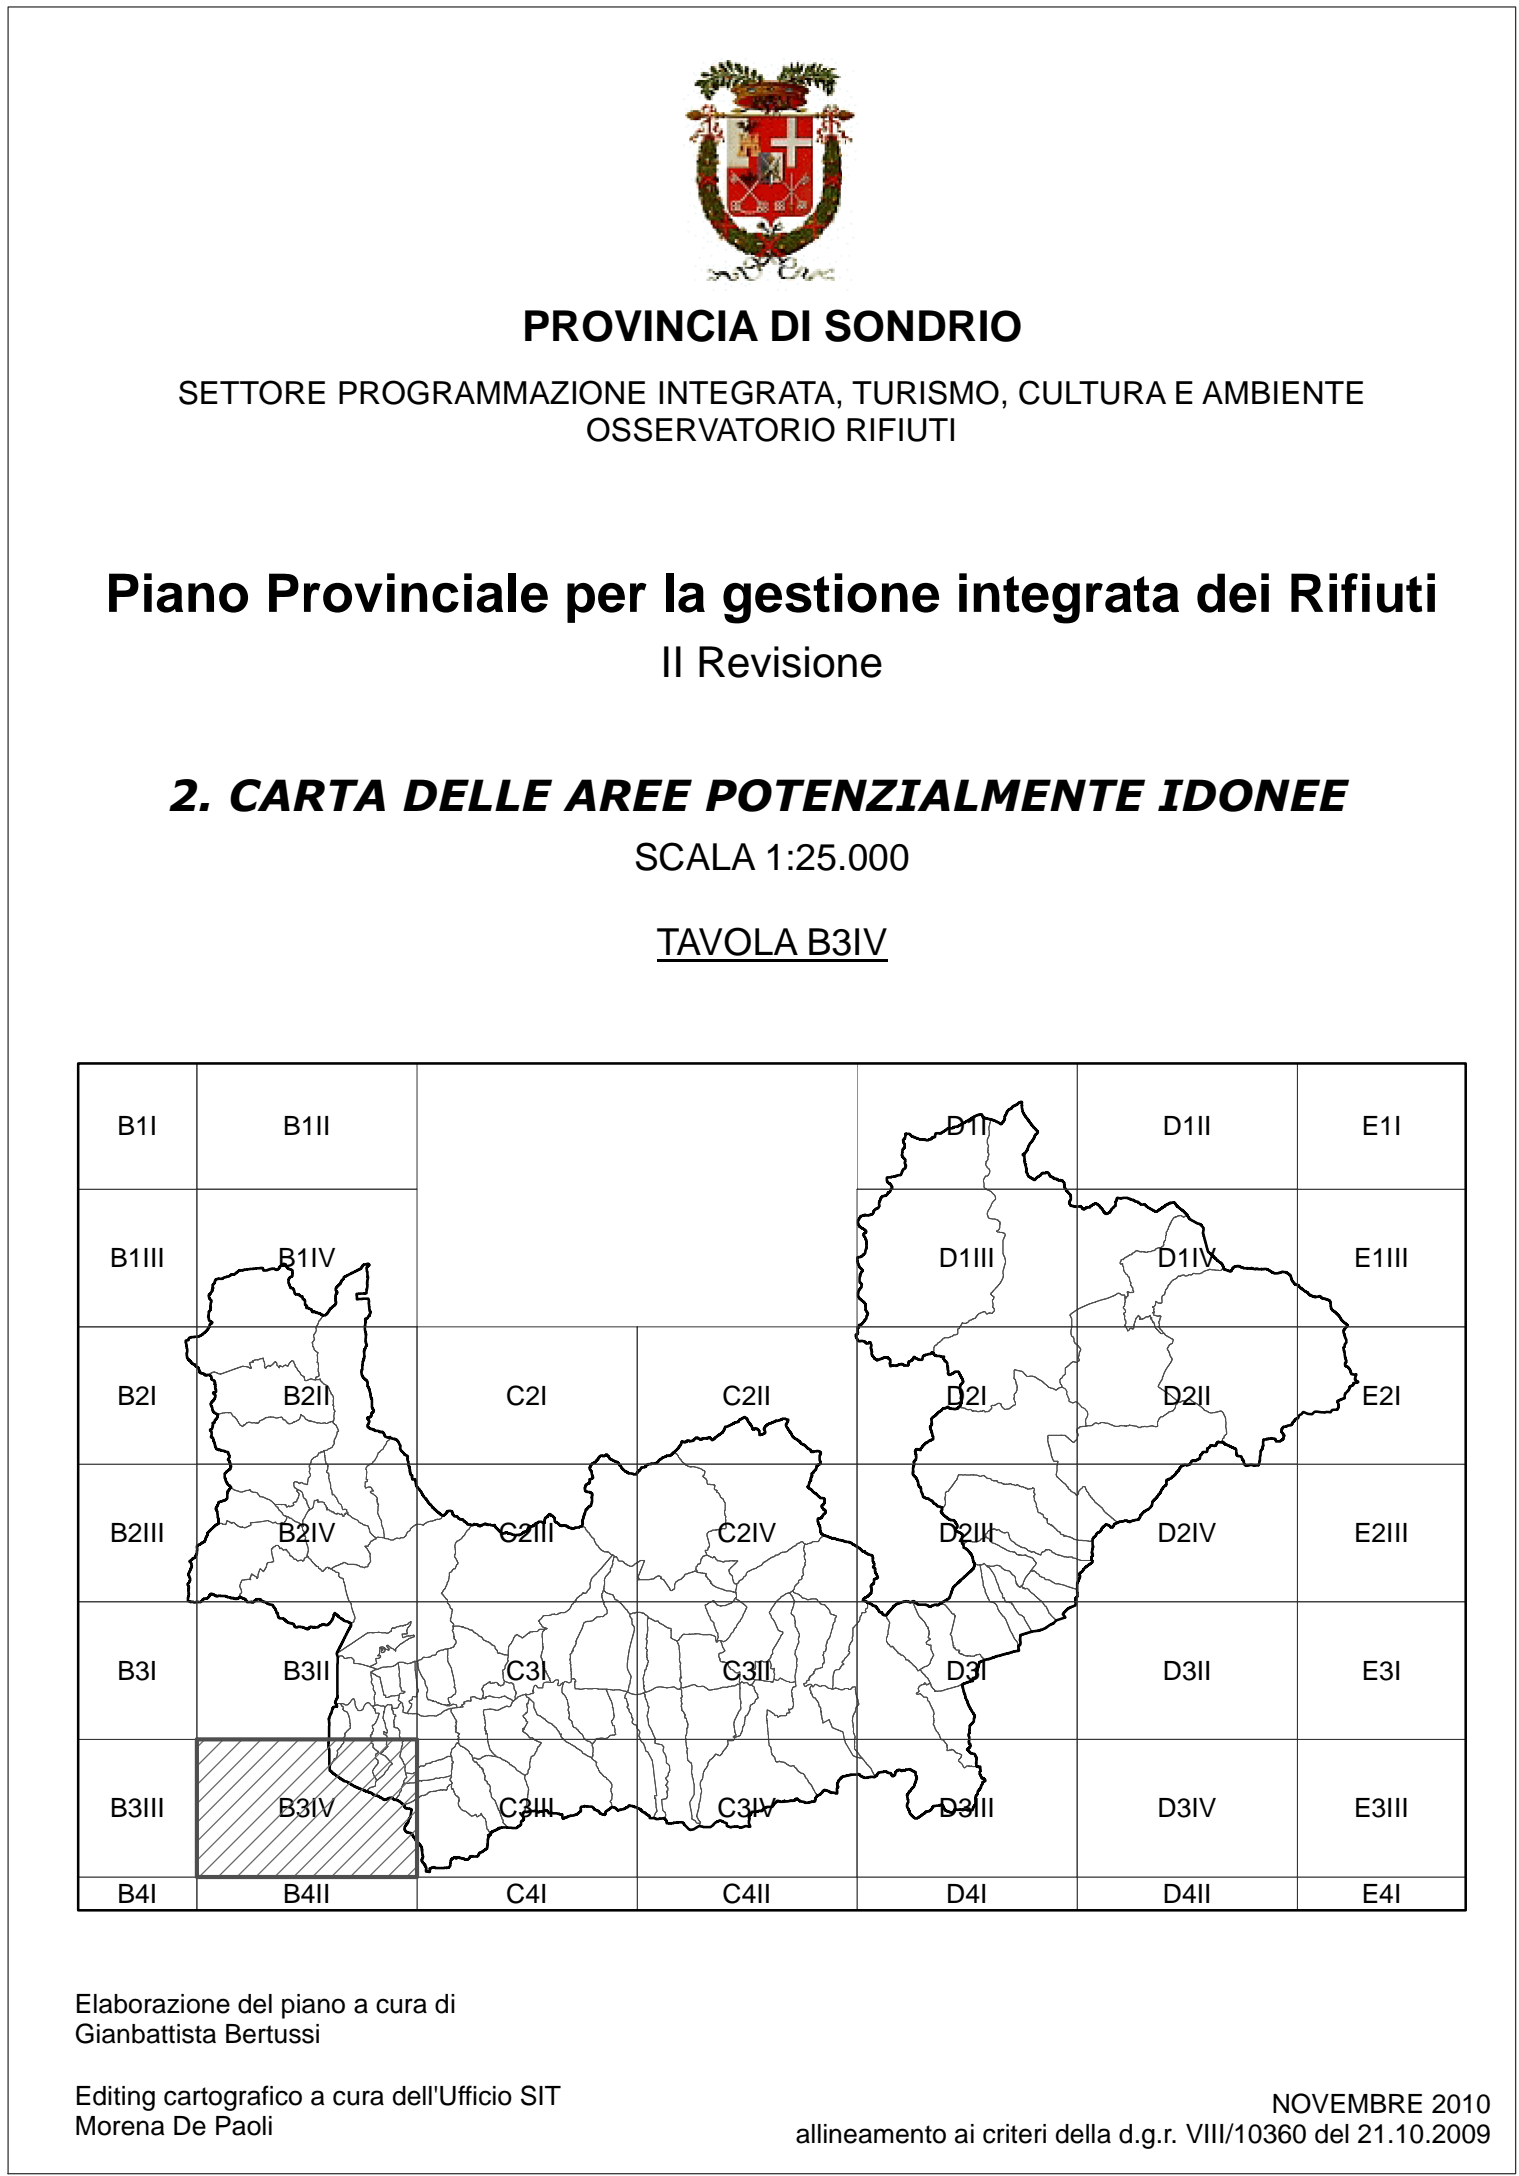 PROVINCIA DI SONDRIO
SETTORE PROGRAMMAZIONE INTEGRATA, TURISMO, CULTURA E AMBIENTE
OSSERVATORIO RIFIUTI
Piano Provinciale per la gestione integrata dei Rifiuti
II Revisione
2. CARTA DELLE AREE POTENZIALMENTE IDONEE
SCALA 1:25.000
TAVOLA B3IV
B1I B1II D1I D1II E1I
B1III B1IV D1III D1IV E1III
B2I B2II C2I C2II D2I D2II E2I
B2III B2IV C2III C2IV D2III D2IV E2III
B3I B3II C3I C3II D3I D3II E3I
B3III B3IV C3III C3IV D3III D3IV E3III
B4I B4II C4I C4II D4I D4II E4I
Elaborazione del piano a cura di
Gianbattista Bertussi
Editing cartografico a cura dell'Ufficio SIT
Morena De Paoli
NOVEMBRE 2010
allineamento ai criteri della d.g.r. VIII/10360 del 21.10.2009